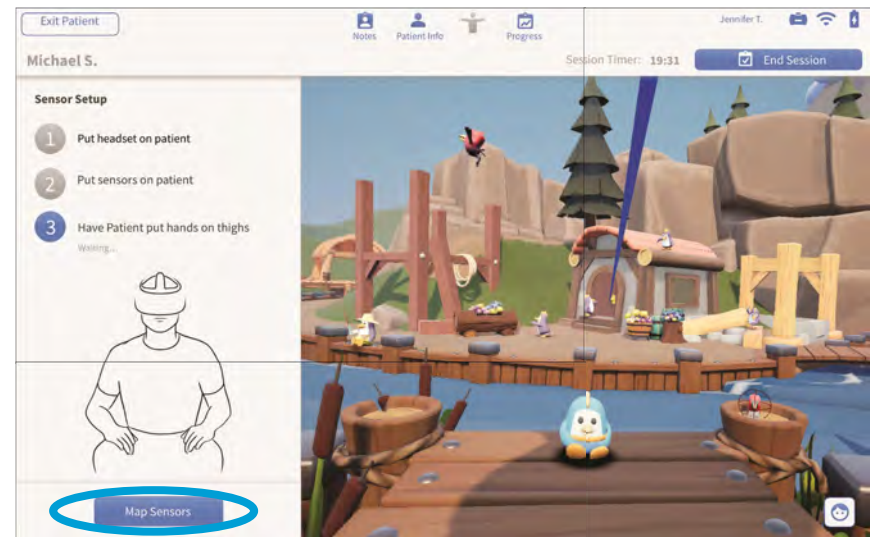 Exit Patient
Notes
Patient Info
Progress
Jennifer T.
Michael S.
Session Timer: 19:31
End Session
Sensor Setup
1 Put headset on patient
2 Put sensors on patient
3 Have Patient put hands on thighs
Waiting...
Map Sensors